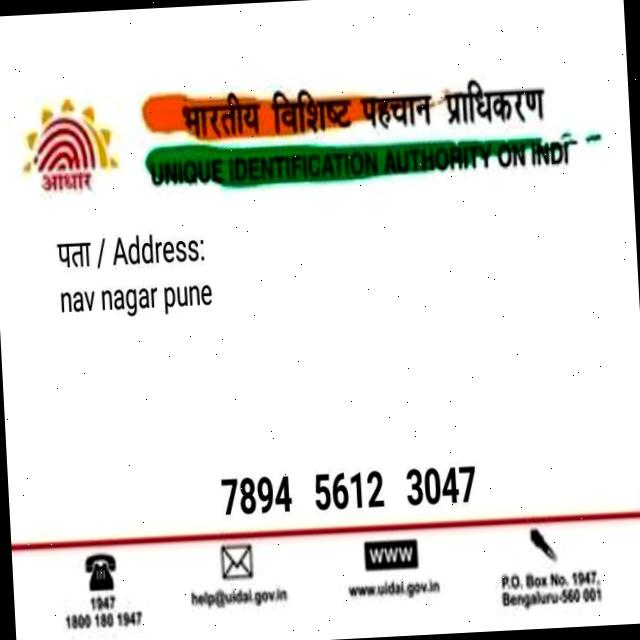 भारतीय विशिष्ट पहचान प्राधिकरण
UNIQUE IDENTIFICATION AUTHORITY ON INDI
आधार
पता / Address:
nav nagar pune
7894 5612 3047
1947
1800 180 1947
help@uidai.gov.in
WWW
www.uidai.gov.in
P.O. Box No. 1947,
Bengaluru-560 001